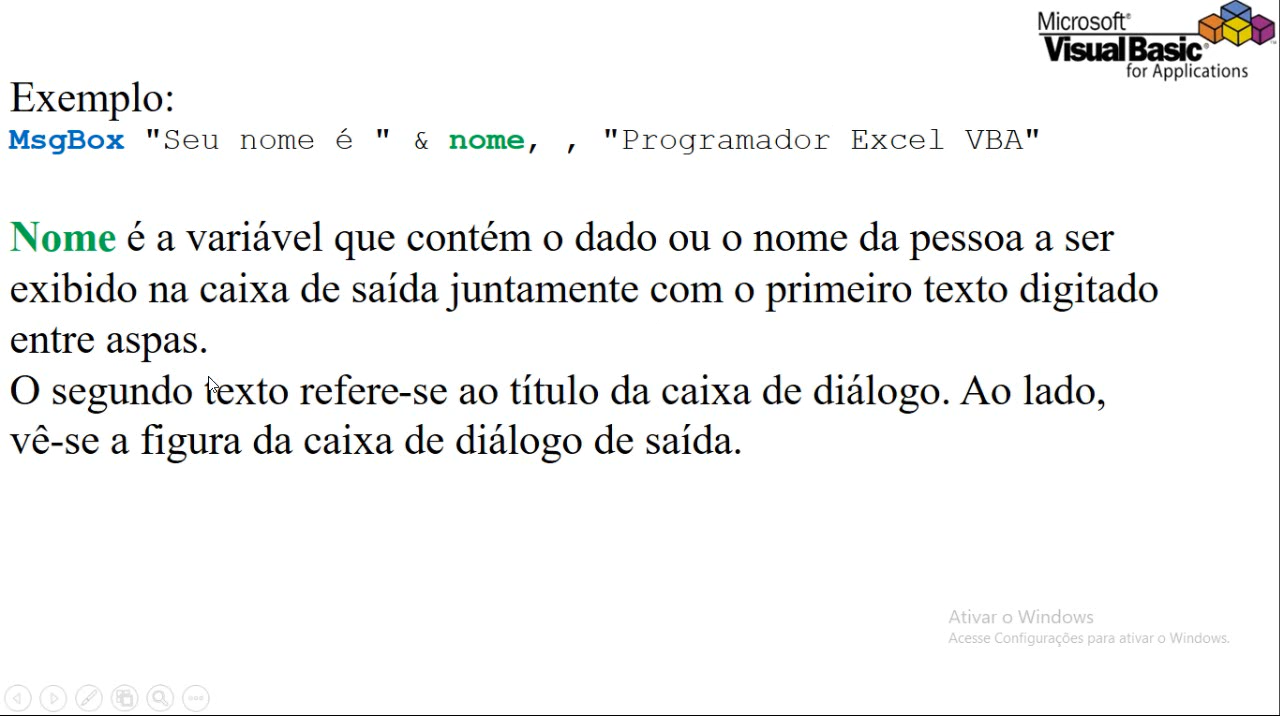 Microsoft®
Visual Basic®
for Applications
Exemplo:
MsgBox "Seu nome é " & nome, , "Programador Excel VBA"
Nome é a variável que contém o dado ou o nome da pessoa a ser
exibido na caixa de saída juntamente com o primeiro texto digitado
entre aspas.
O segundo texto refere-se ao título da caixa de diálogo. Ao lado,
vê-se a figura da caixa de diálogo de saída.
Ativar o Windows
Acesse Configurações para ativar o Windows.